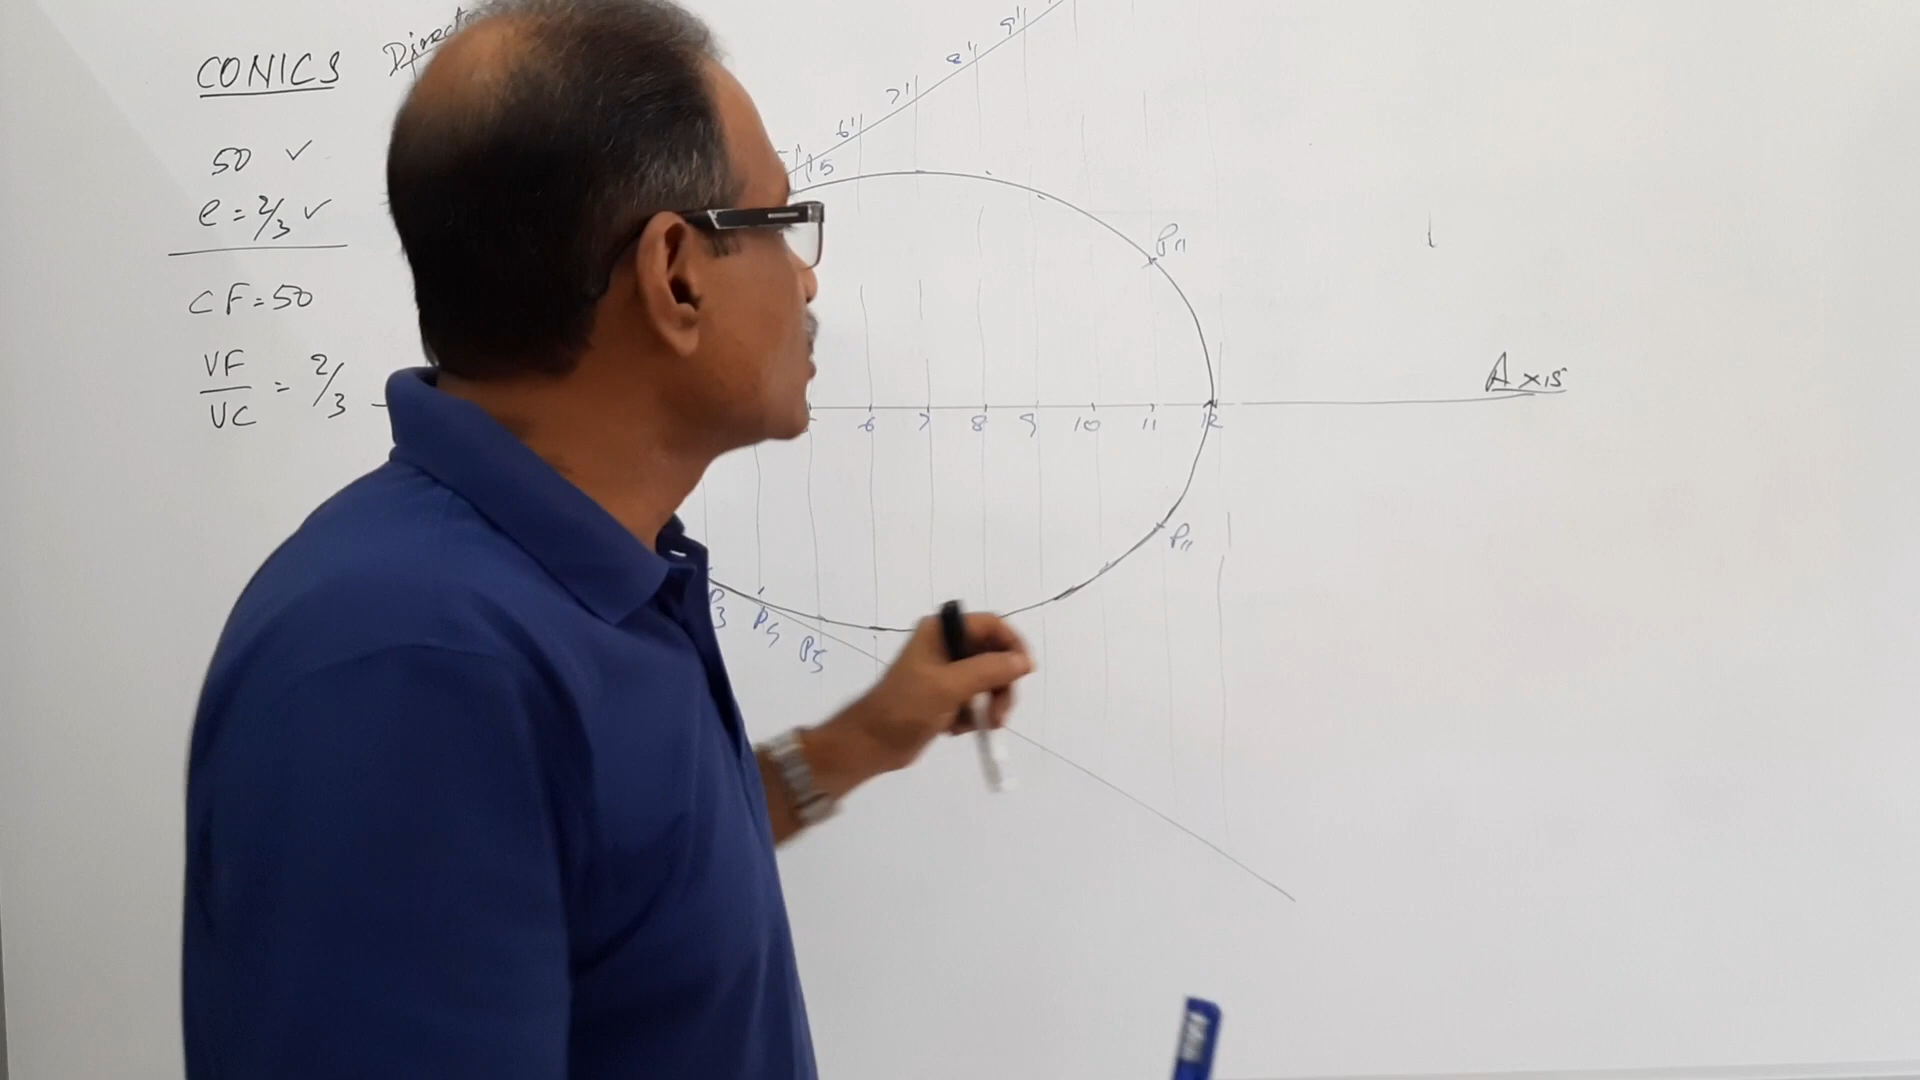 CONICS
50 ✓
e = 2/3 ✓
CF = 50
VF/VC = 2/3
9'
8'
7'
6'
P5
P11
Axis
6 7 8 9 10 11 12
P11
P3 P4 P5